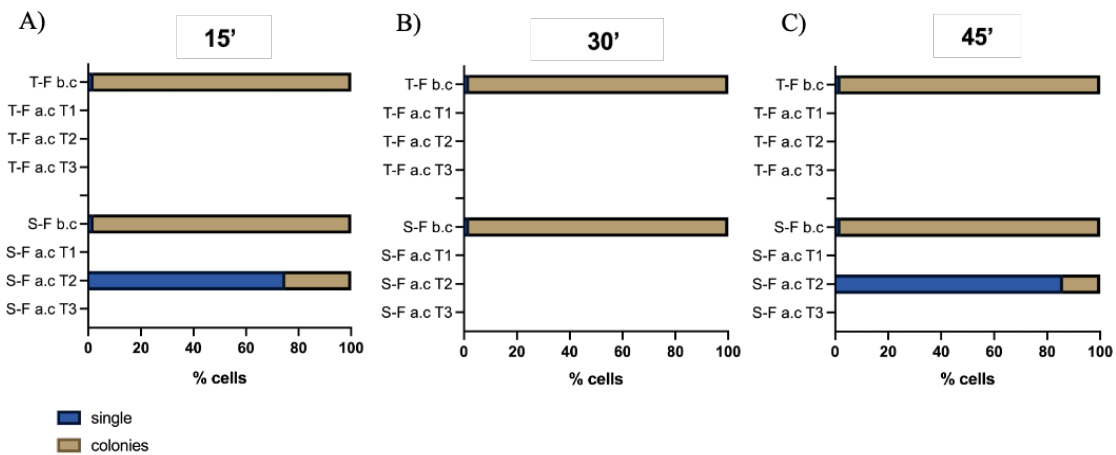 A)
15’
T-F b.c
T-F a.c T1
T-F a.c T2
T-F a.c T3
S-F b.c
S-F a.c T1
S-F a.c T2
S-F a.c T3
0 20 40 60 80 100
% cells
B)
30’
T-F b.c
T-F a.c T1
T-F a.c T2
T-F a.c T3
S-F b.c
S-F a.c T1
S-F a.c T2
S-F a.c T3
0 20 40 60 80 100
% cells
C)
45’
T-F b.c
T-F a.c T1
T-F a.c T2
T-F a.c T3
S-F b.c
S-F a.c T1
S-F a.c T2
S-F a.c T3
0 20 40 60 80 100
% cells
single
colonies